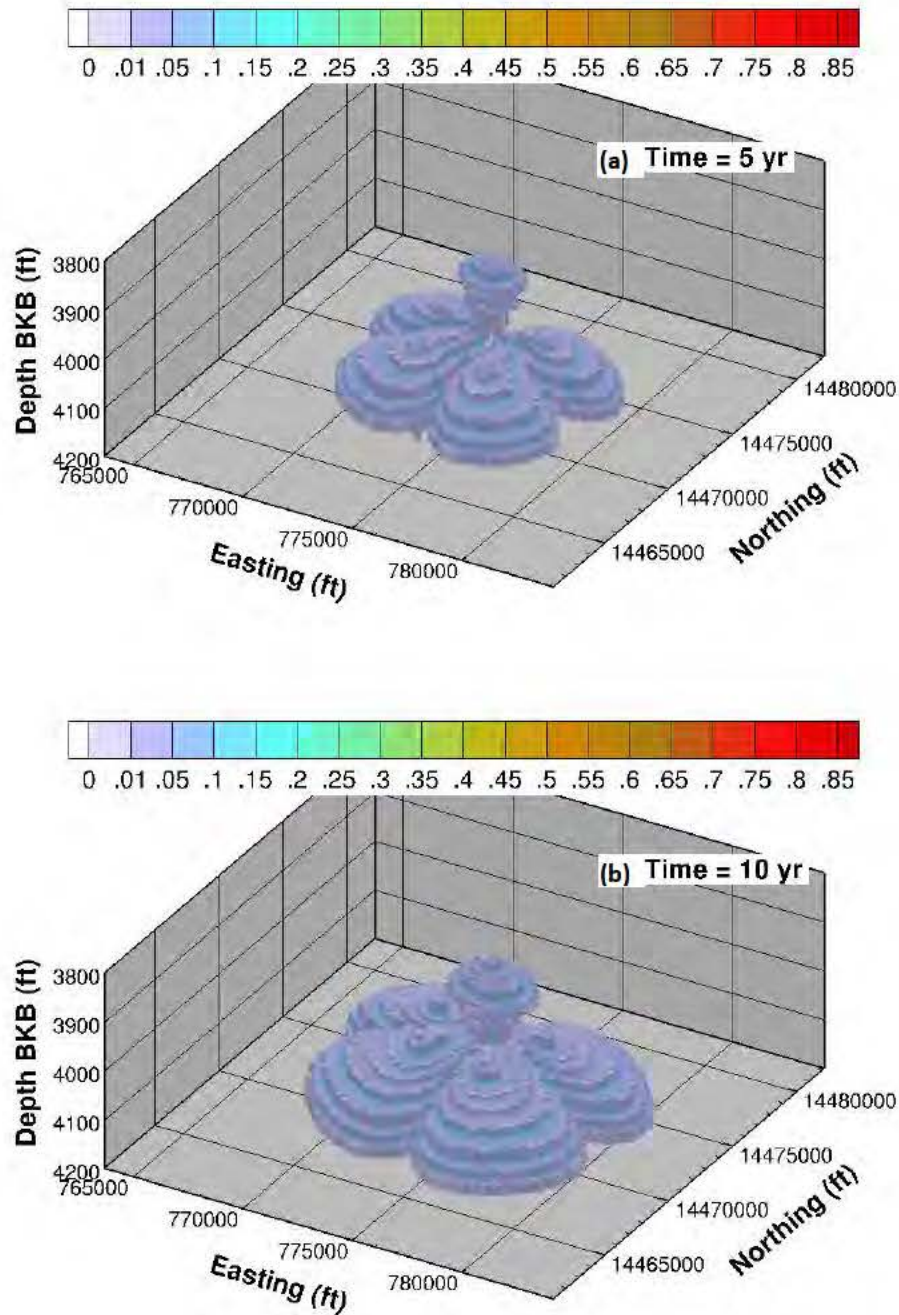 0 .01 .05 .1 .15 .2 .25 .3 .35 .4 .45 .5 .55 .6 .65 .7 .75 .8 .85
(a) Time = 5 yr
Depth BKB (ft)
3800
3900
4000
4100
4200
765000
770000
775000
780000
Easting (ft)
14480000
14475000
14470000
14465000
Northing (ft)
0 .01 .05 .1 .15 .2 .25 .3 .35 .4 .45 .5 .55 .6 .65 .7 .75 .8 .85
(b) Time = 10 yr
Depth BKB (ft)
3800
3900
4000
4100
4200
765000
770000
775000
780000
Easting (ft)
14480000
14475000
14470000
14465000
Northing (ft)